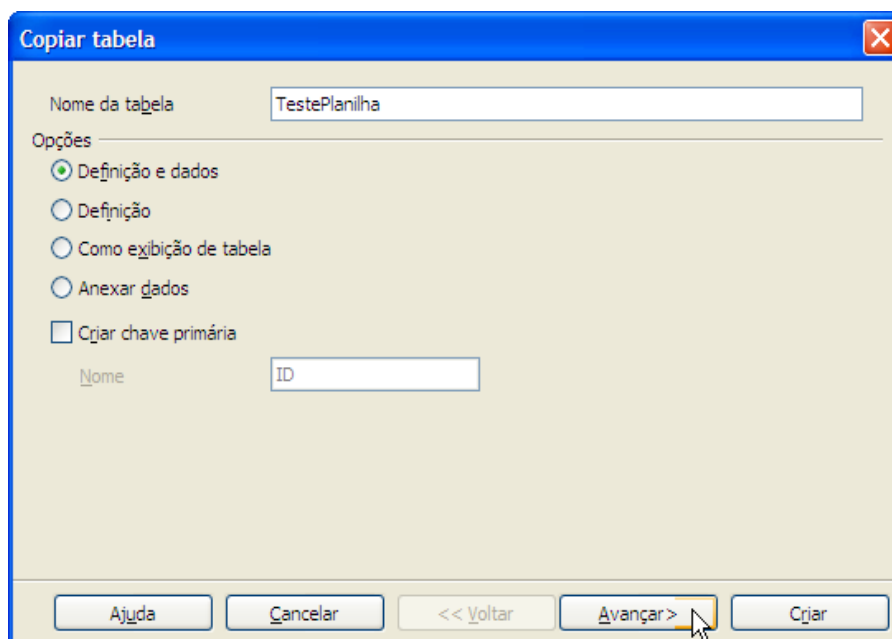 Copiar tabela
Nome da tabela TestePlanilha
Opções
Definição e dados
Definição
Como exibição de tabela
Anexar dados
Criar chave primária
Nome ID
Ajuda Cancelar << Voltar Avançar> Criar